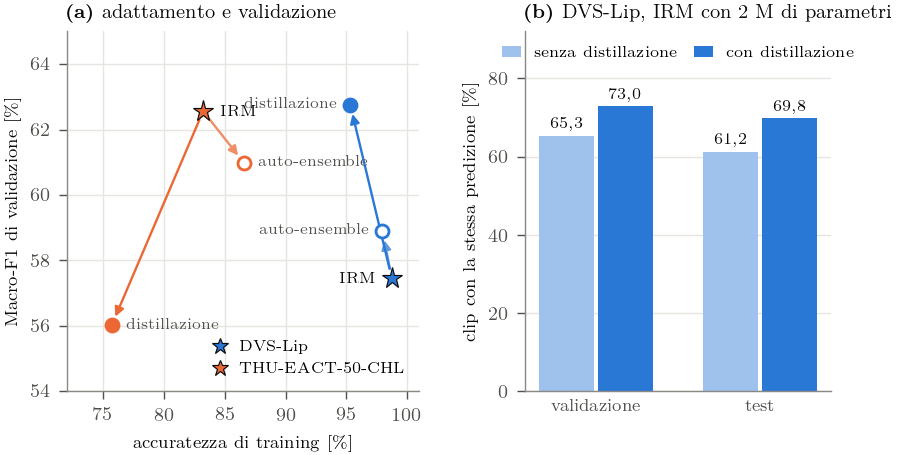 (a) adattamento e validazione
Macro-F1 di validazione [%]
64
62
60
58
56
54
75
80
85
90
95
100
accuratezza di training [%]
IRM
distillazione
auto-ensemble
auto-ensemble
IRM
distillazione
DVS-Lip
THU-EACT-50-CHL
(b) DVS-Lip, IRM con 2 M di parametri
senza distillazione
con distillazione
clip con la stessa predizione [%]
80
60
40
20
0
65,3
73,0
61,2
69,8
validazione
test